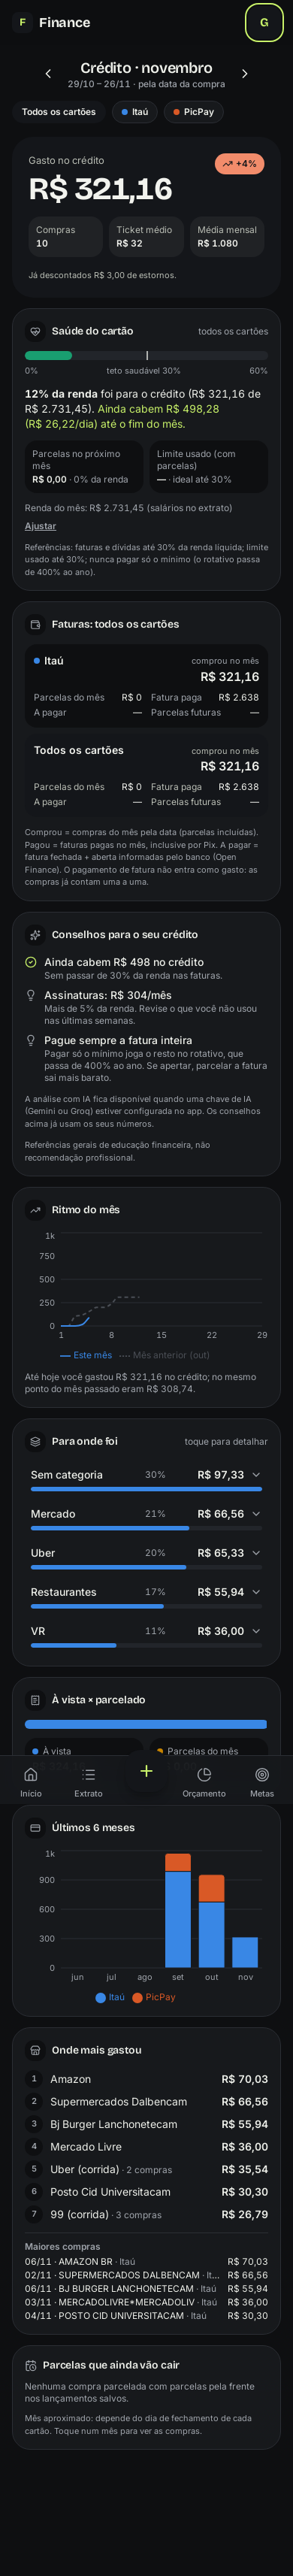 F Finance G
Crédito · novembro
29/10 – 26/11 · pela data da compra
Todos os cartões Itaú PicPay
Gasto no crédito +4%
R$ 321,16
Compras Ticket médio Média mensal
10 R$ 32 R$ 1.080
Já descontados R$ 3,00 de estornos.
Saúde do cartão todos os cartões
0% teto saudável 30% 60%
12% da renda foi para o crédito (R$ 321,16 de
R$ 2.731,45). Ainda cabem R$ 498,28
(R$ 26,22/dia) até o fim do mês.
Parcelas no próximo Limite usado (com
mês parcelas)
R$ 0,00 · 0% da renda — · ideal até 30%
Renda do mês: R$ 2.731,45 (salários no extrato)
Ajustar
Referências: faturas e dívidas até 30% da renda líquida; limite
usado até 30%; nunca pagar só o mínimo (o rotativo passa
de 400% ao ano).
Faturas: todos os cartões
Itaú comprou no mês
R$ 321,16
Parcelas do mês R$ 0 Fatura paga R$ 2.638
A pagar — Parcelas futuras —
Todos os cartões comprou no mês
R$ 321,16
Parcelas do mês R$ 0 Fatura paga R$ 2.638
A pagar — Parcelas futuras —
Comprou = compras do mês pela data (parcelas incluídas).
Pagou = faturas pagas no mês, inclusive por Pix. A pagar =
fatura fechada + aberta informadas pelo banco (Open
Finance). O pagamento de fatura não entra como gasto: as
compras já contam uma a uma.
Conselhos para o seu crédito
Ainda cabem R$ 498 no crédito
Sem passar de 30% da renda nas faturas.
Assinaturas: R$ 304/mês
Mais de 5% da renda. Revise o que você não usou
nas últimas semanas.
Pague sempre a fatura inteira
Pagar só o mínimo joga o resto no rotativo, que
passa de 400% ao ano. Se apertar, parcelar a fatura
sai mais barato.
A análise com IA fica disponível quando uma chave de IA
(Gemini ou Groq) estiver configurada no app. Os conselhos
acima já usam os seus números.
Referências gerais de educação financeira, não
recomendação profissional.
Ritmo do mês
1k
750
500
250
0
1 8 15 22 29
Este mês Mês anterior (out)
Até hoje você gastou R$ 321,16 no crédito; no mesmo
ponto do mês passado eram R$ 308,74.
Para onde foi toque para detalhar
Sem categoria 30% R$ 97,33
Mercado 21% R$ 66,56
Uber 20% R$ 65,33
Restaurantes 17% R$ 55,94
VR 11% R$ 36,00
À vista × parcelado
À vista Parcelas do mês
Início Extrato + Orçamento Metas
Últimos 6 meses
1k
900
600
300
0
jun jul ago set out nov
Itaú PicPay
Onde mais gastou
1 Amazon R$ 70,03
2 Supermercados Dalbencam R$ 66,56
3 Bj Burger Lanchonetecam R$ 55,94
4 Mercado Livre R$ 36,00
5 Uber (corrida) · 2 compras R$ 35,54
6 Posto Cid Universitacam R$ 30,30
7 99 (corrida) · 3 compras R$ 26,79
Maiores compras
06/11 · AMAZON BR · Itaú R$ 70,03
02/11 · SUPERMERCADOS DALBENCAM · It... R$ 66,56
06/11 · BJ BURGER LANCHONETECAM · Itaú R$ 55,94
03/11 · MERCADOLIVRE*MERCADOLIV · Itaú R$ 36,00
04/11 · POSTO CID UNIVERSITACAM · Itaú R$ 30,30
Parcelas que ainda vão cair
Nenhuma compra parcelada com parcelas pela frente
nos lançamentos salvos.
Mês aproximado: depende do dia de fechamento de cada
cartão. Toque num mês para ver as compras.